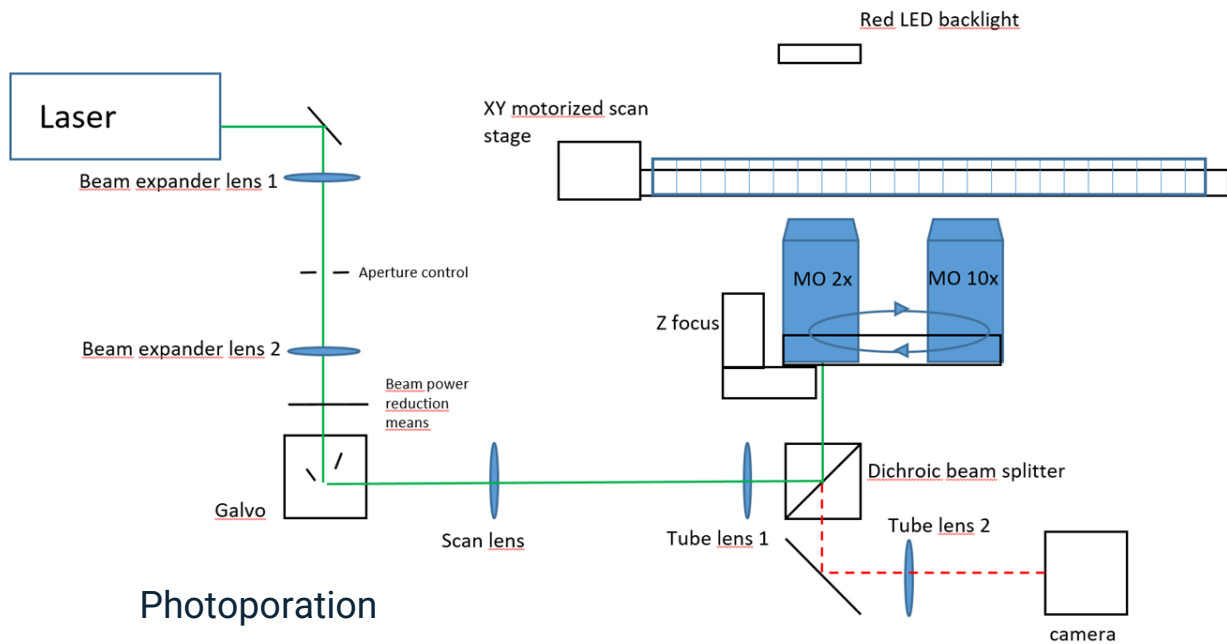 Red LED backlight
Laser
XY motorized scan
stage
Beam expander lens 1
Aperture control
MO 2x
MO 10x
Z focus
Beam expander lens 2
Beam power
reduction
means
Galvo
Scan lens
Tube lens 1
Dichroic beam splitter
Tube lens 2
Photoporation
camera